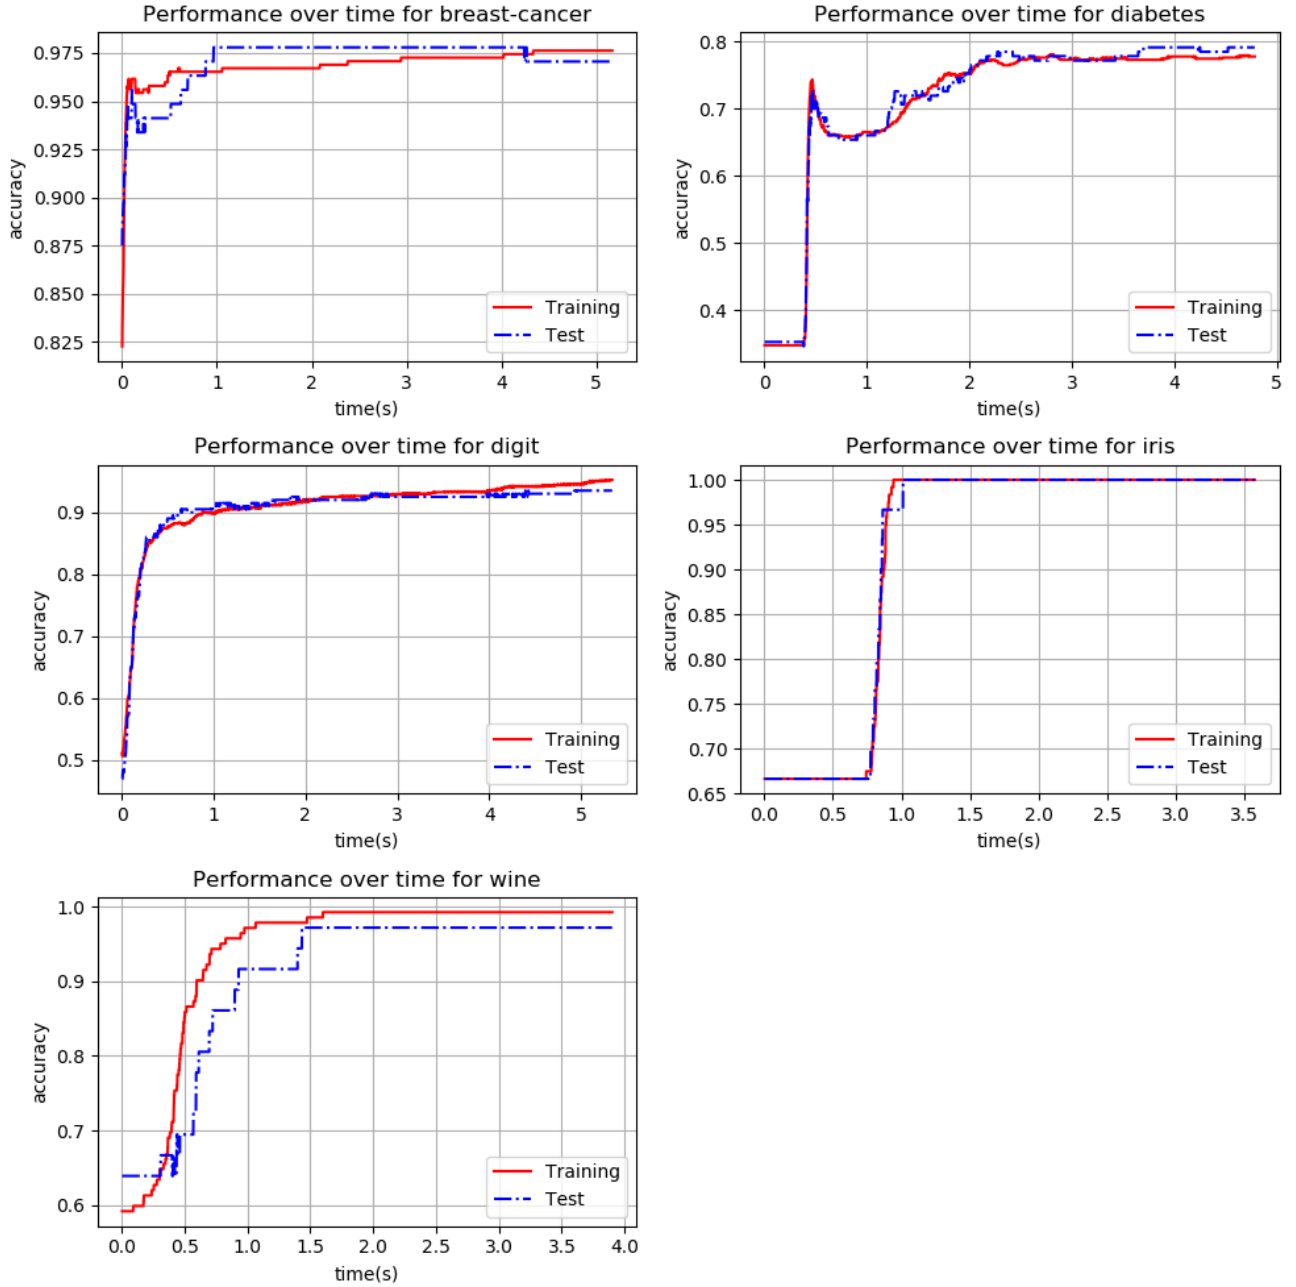 Performance over time for breast-cancer
0.975
0.950
0.925
0.900
0.875
0.850
0.825
accuracy
Training
Test
0 1 2 3 4 5
time(s)
Performance over time for diabetes
0.8
0.7
0.6
0.5
0.4
accuracy
Training
Test
0 1 2 3 4 5
time(s)
Performance over time for digit
0.9
0.8
0.7
0.6
0.5
accuracy
Training
Test
0 1 2 3 4 5
time(s)
Performance over time for iris
1.00
0.95
0.90
0.85
0.80
0.75
0.70
0.65
accuracy
Training
Test
0.0 0.5 1.0 1.5 2.0 2.5 3.0 3.5
time(s)
Performance over time for wine
1.0
0.9
0.8
0.7
0.6
accuracy
Training
Test
0.0 0.5 1.0 1.5 2.0 2.5 3.0 3.5 4.0
time(s)